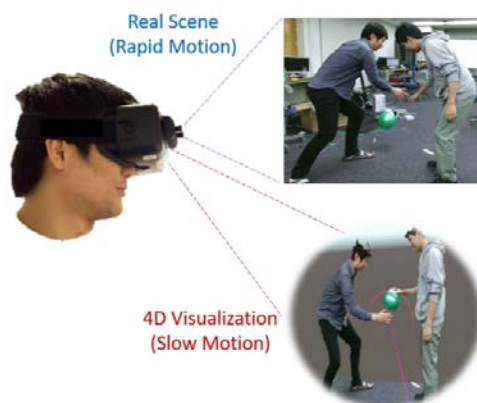 Real Scene
(Rapid Motion)
4D Visualization
(Slow Motion)